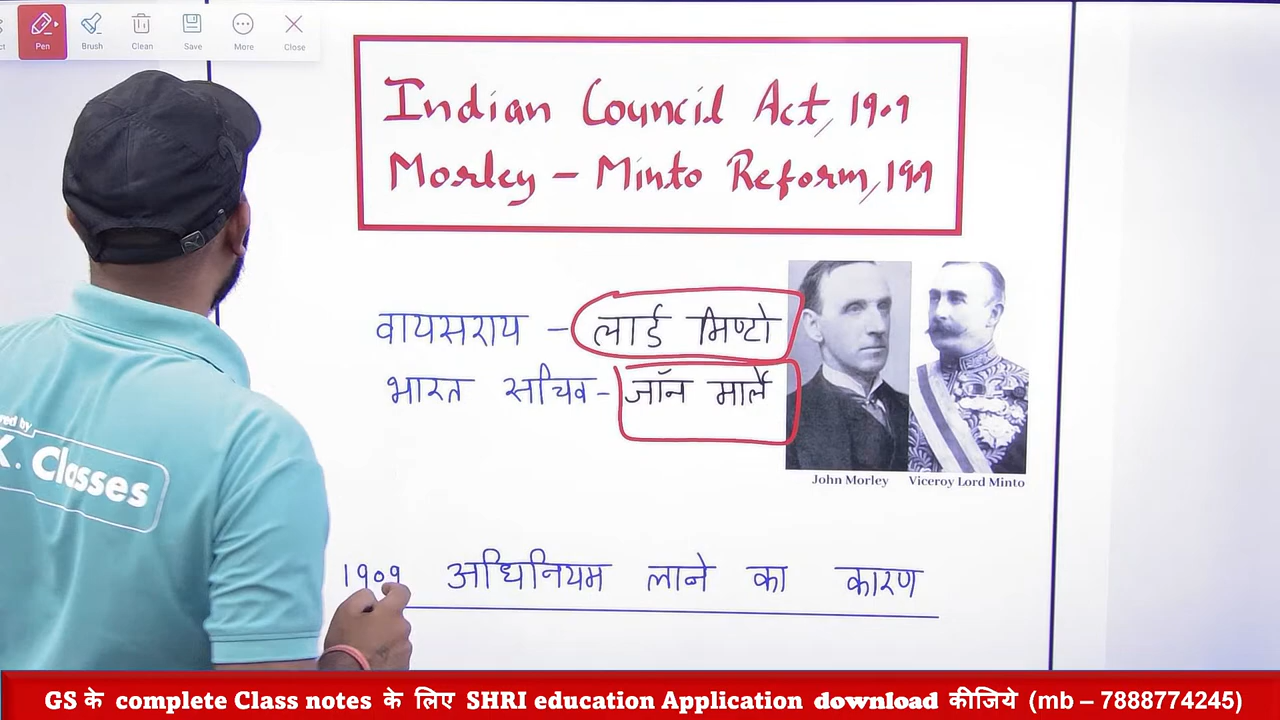 Pen
Brush
Clean
Save
More
Close
Indian Council Act, 1909
Morley - Minto Reform, 1909
वायसराय - लार्ड मिण्टो
भारत सचिव - जॉन मार्ले
John Morley
Viceroy Lord Minto
by
K. Classes
1909 अधिनियम लाने का कारण
GS के complete Class notes के लिए SHRI education Application download कीजिये (mb – 7888774245)